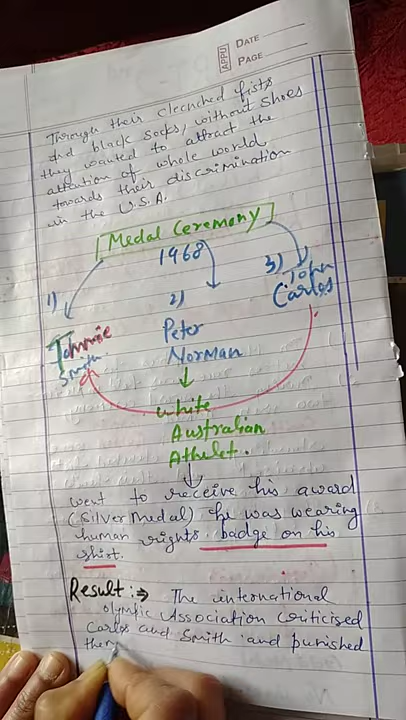 APPU
DATE
PAGE
Through their cleanched fists
and black socks, without shoes
they wanted to attract the
attention of whole world
towards their discrimination
in the U.S.A.
Medal Ceremony
1968
1)
Tommie
Smith
2)
Peter
Norman
3) John
Carlos
white
Australian
Athelet.
went to receive his award
(Silver Medal) he was wearing
human rights badge on his
shirt.
Result :⇒ The international
olympic Association criticised
Carlos and Smith and punished
them